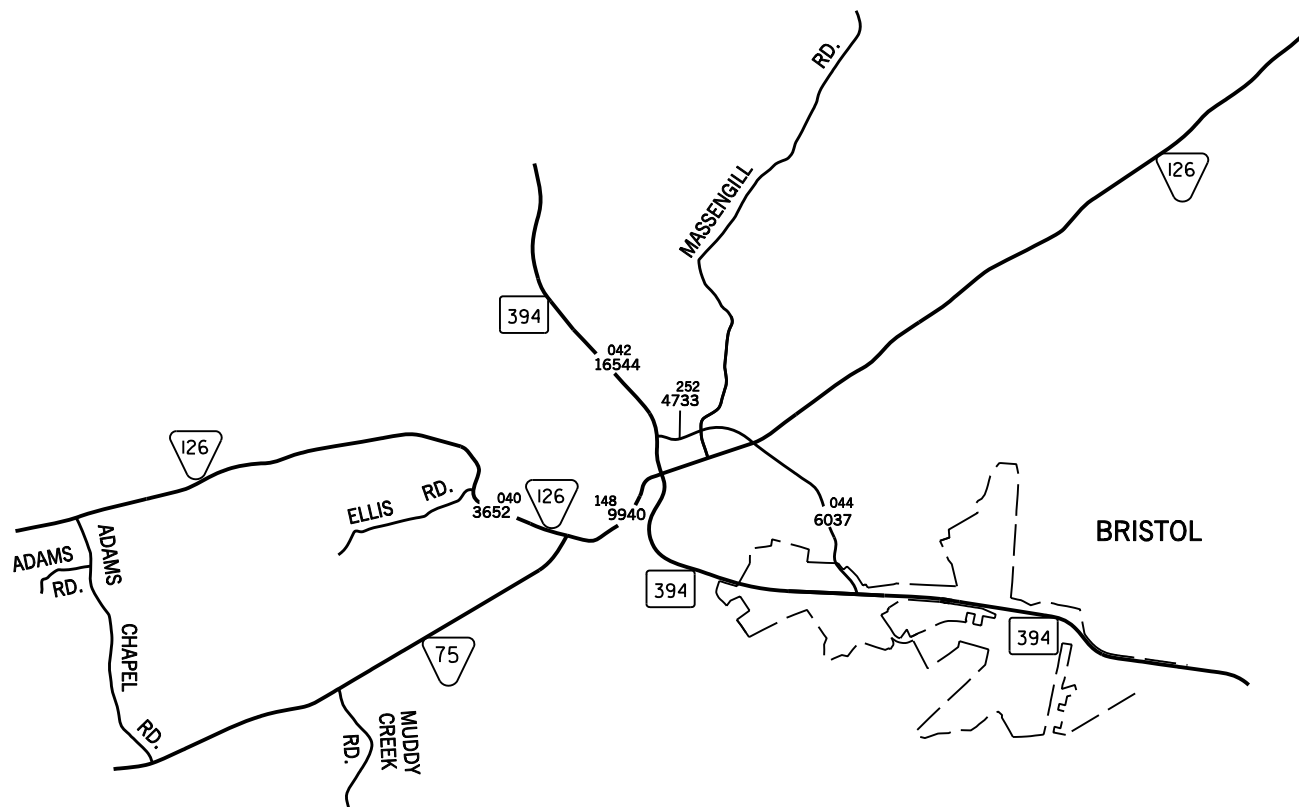 RD.
126
MASSENGILL
394
042
16544
252
4733
126
ELLIS RD.
040
3652
126
148
9940
044
6037
BRISTOL
ADAMS
RD.
ADAMS
CHAPEL
RD.
394
394
75
MUDDY
CREEK
RD.